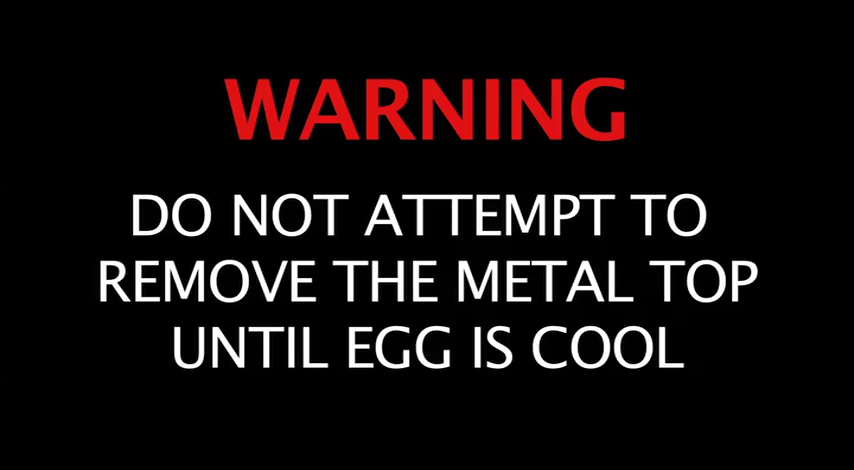 WARNING
DO NOT ATTEMPT TO
REMOVE THE METAL TOP
UNTIL EGG IS COOL